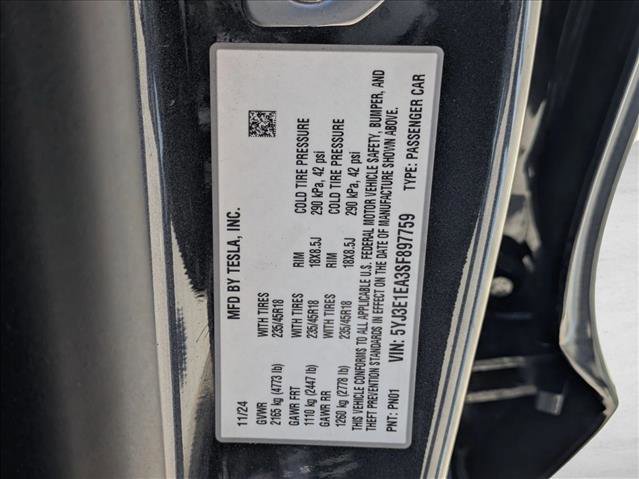 MFD BY TESLA, INC.
11/24
GVWR
2165 kg (4773 lb)
WITH TIRES
235/45R18
RIM
18X8.5J
COLD TIRE PRESSURE
290 kPa, 42 psi
GAWR FRT
1110 kg (2447 lb)
WITH TIRES
235/45R18
RIM
18X8.5J
COLD TIRE PRESSURE
290 kPa, 42 psi
GAWR RR
1260 kg (2778 lb)
THIS VEHICLE CONFORMS TO ALL APPLICABLE U.S. FEDERAL MOTOR VEHICLE SAFETY, BUMPER, AND
THEFT PREVENTION STANDARDS IN EFFECT ON THE DATE OF MANUFACTURE SHOWN ABOVE.
VIN: 5YJ3E1EA3SF897759
TYPE: PASSENGER CAR
PNT: PN01